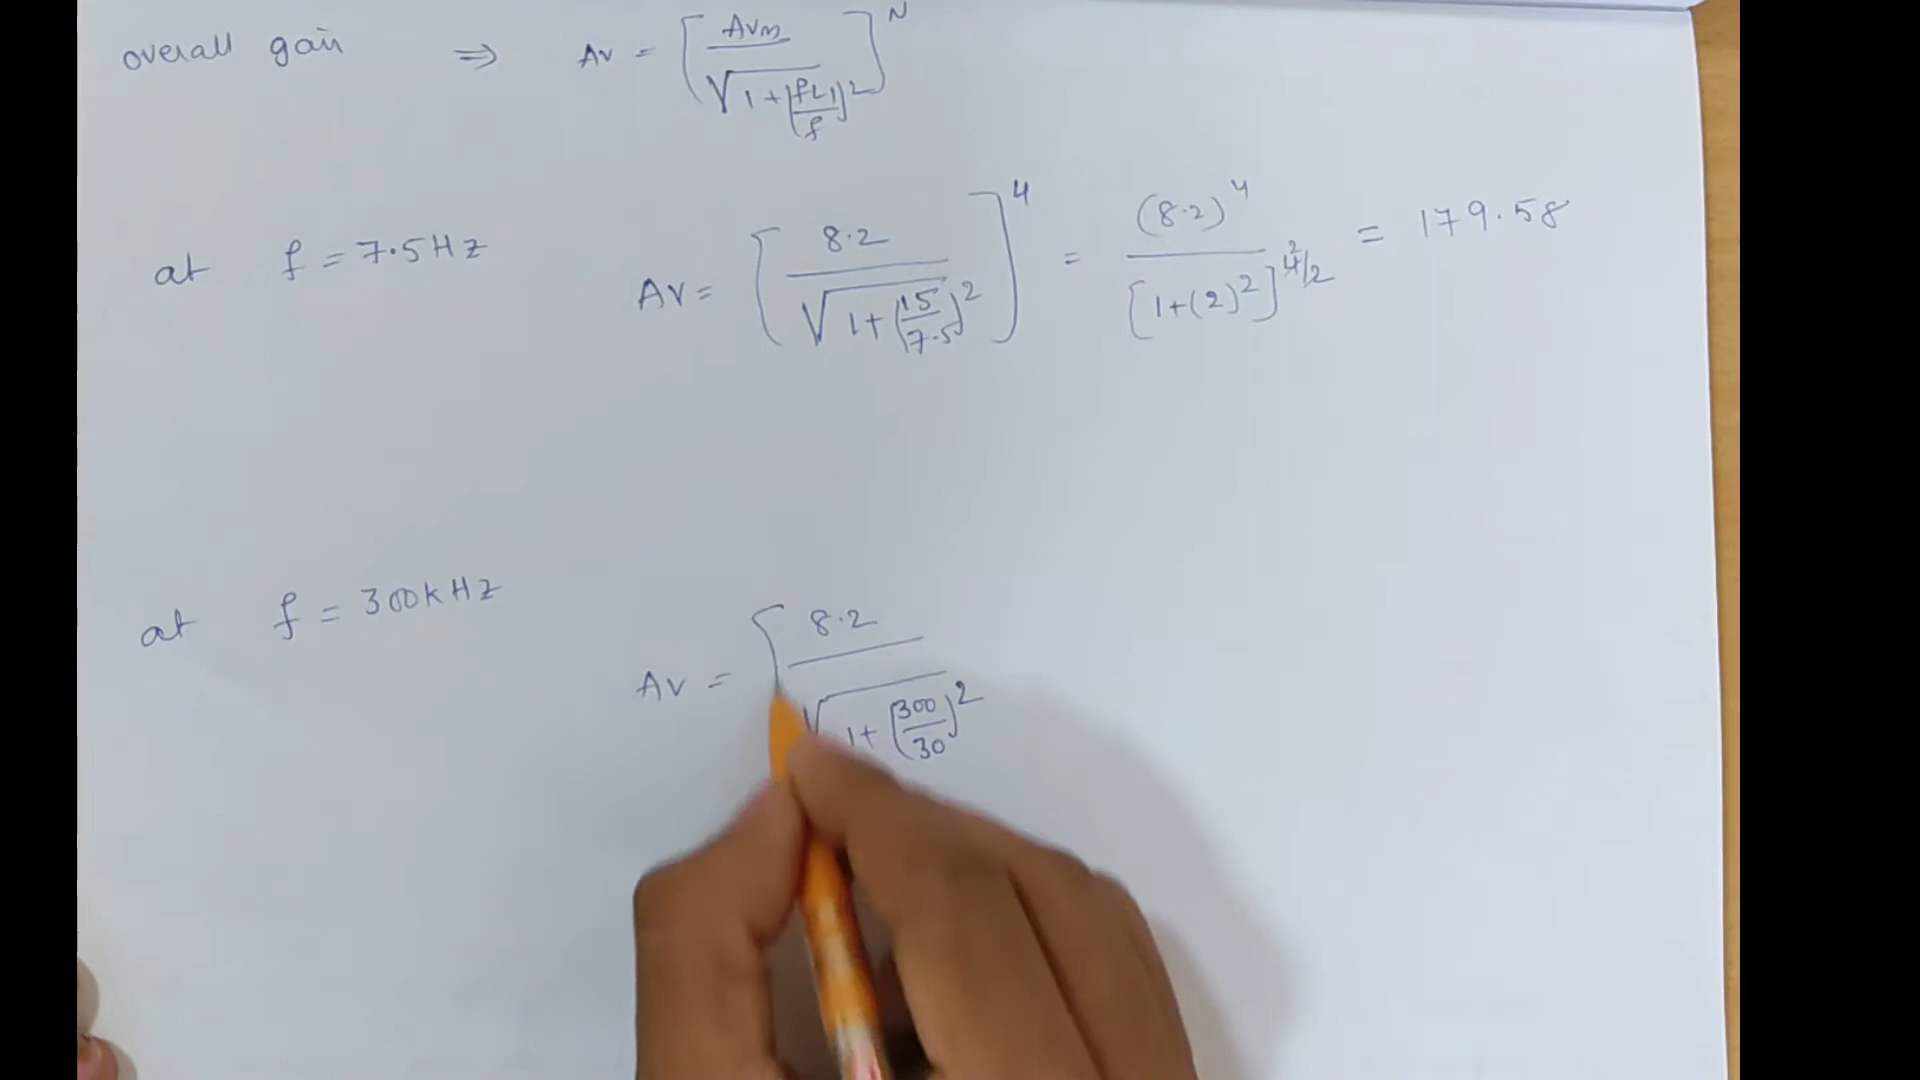 overall gain ⇒ Av = [Avm / √1+(fL1/f)²]^N
at f = 7.5Hz Av = [8.2 / √1+(15/7.5)²]^4 = (8.2)^4 / [1+(2)²]^4/2 2 = 179.58
at f = 300kHz Av = [8.2 / √1+(300/30)²